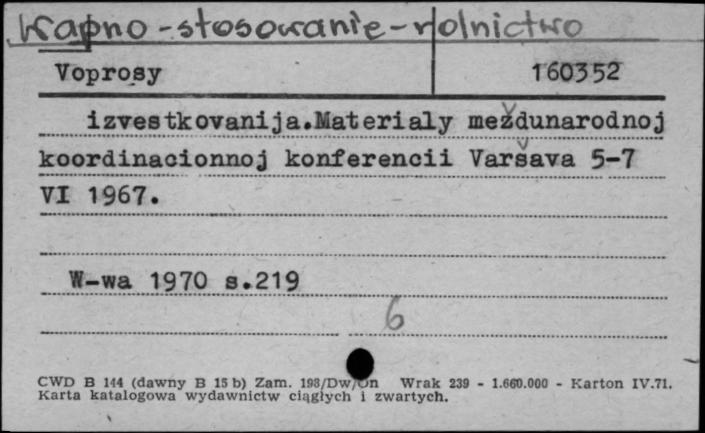 Wapno - stosowanie - rolnictwo
Voprosy 160352
izvestkovanija.Materialy meždunarodnoj
koordinacionnoj konferencii Varšava 5-7
VI 1967.
W-wa 1970 s.219
6
CWD B 144 (dawny B 15 b) Zam. 198/Dw/On Wrak 239 - 1.660.000 - Karton IV.71.
Karta katalogowa wydawnictw ciągłych i zwartych.